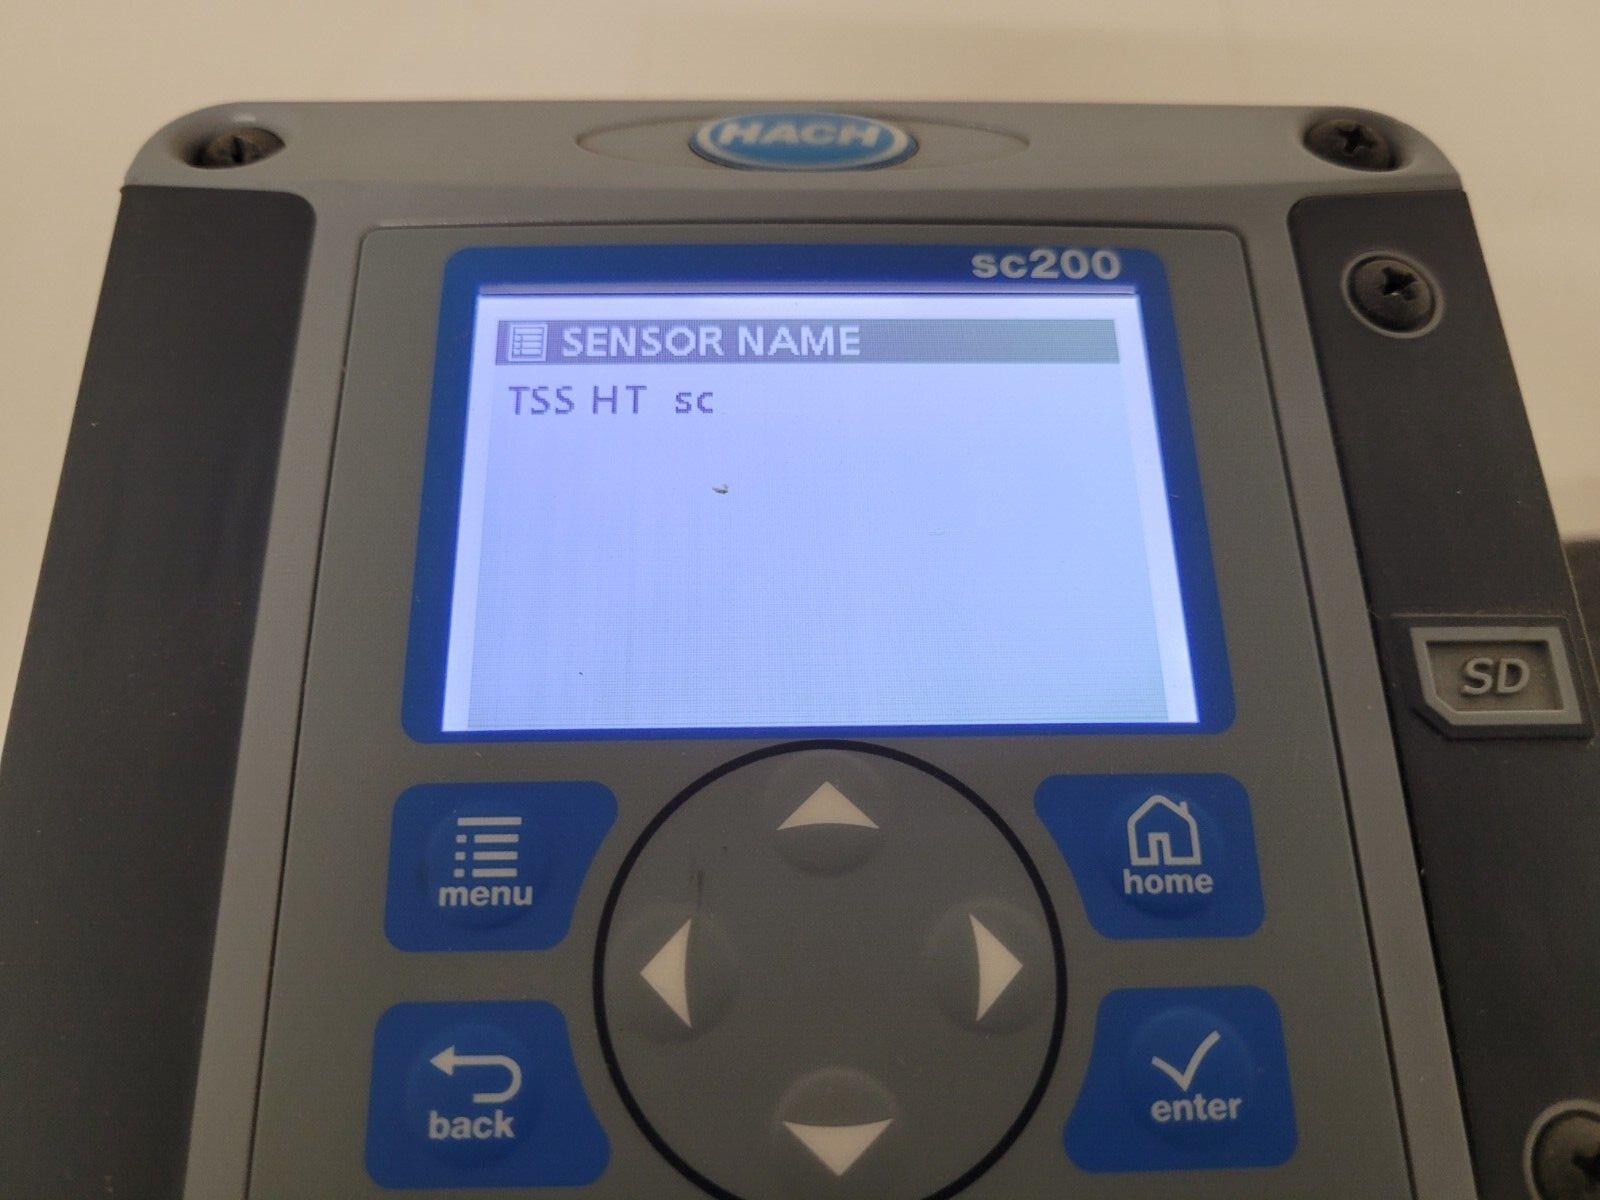 HACH
sc200
SENSOR NAME
TSS HT sc
SD
menu
home
back
enter